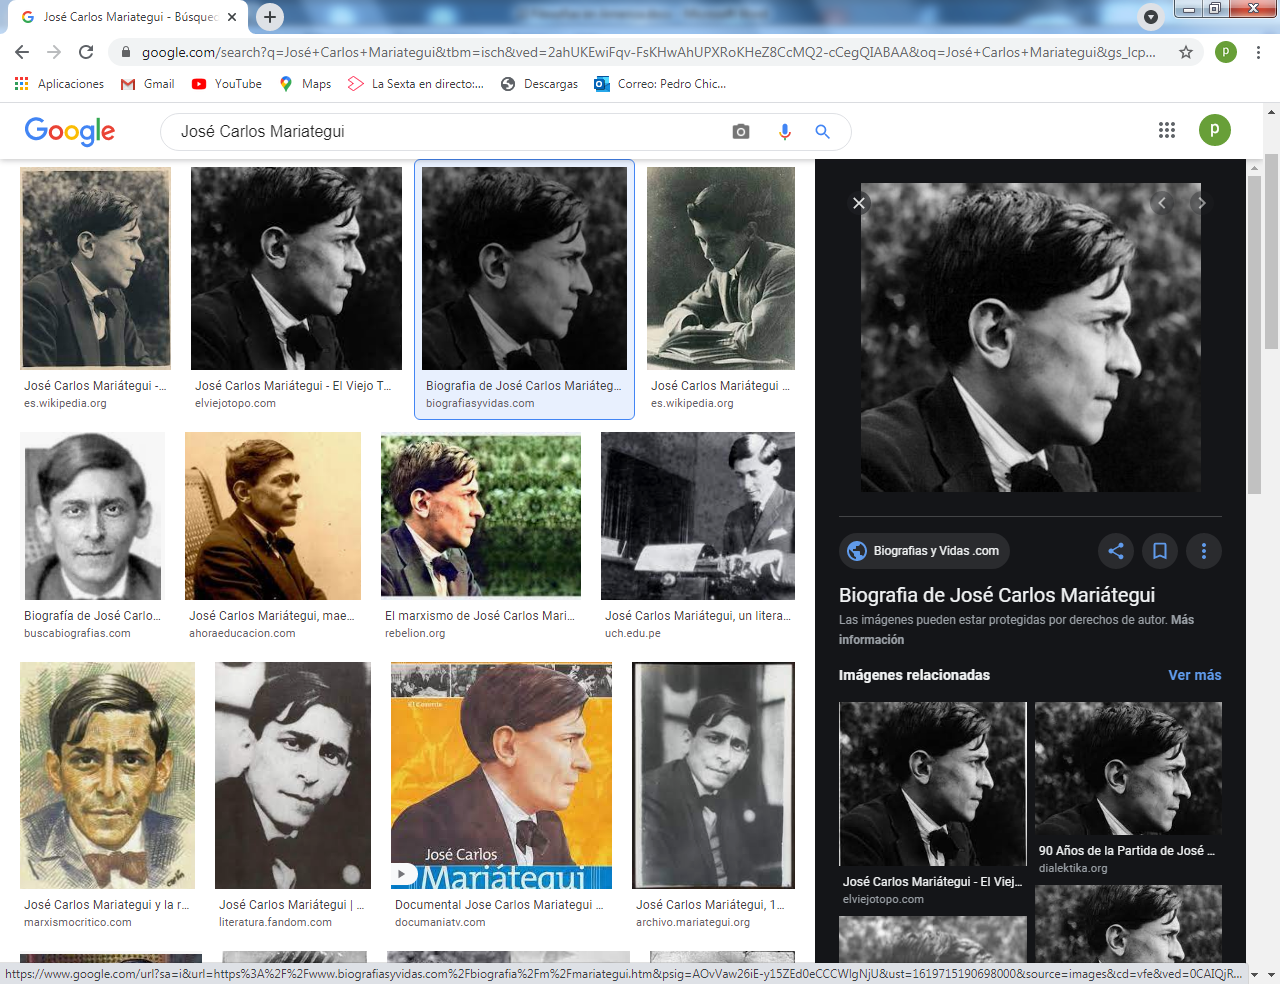 José Carlos Mariategui - Búsqued
google.com/search?q=José+Carlos+Mariategui&tbm=isch&ved=2ahUKEwiFqv-FsKHwAhUPXRoKHeZ8CcMQ2-cCegQIABAA&oq=José+Carlos+Mariategui&gs_lcp...
p
Aplicaciones
Gmail
YouTube
Maps
La Sexta en directo:...
Descargas
Correo: Pedro Chic...
Google
José Carlos Mariategui
p
José Carlos Mariátegui -...
es.wikipedia.org
José Carlos Mariátegui - El Viejo T...
elviejotopo.com
Biografia de José Carlos Mariáteg...
biografiasyvidas.com
José Carlos Mariátegui ...
es.wikipedia.org
Biografía de José Carlo...
buscabiografias.com
José Carlos Mariátegui, mae...
ahoraeducacion.com
El marxismo de José Carlos Mari...
rebelion.org
José Carlos Mariátegui, un litera...
uch.edu.pe
José Carlos
Mariátegui
José Carlos Mariategui y la r...
marxismocritico.com
José Carlos Mariátegui | ...
literatura.fandom.com
Documental Jose Carlos Mariategui ...
documaniatv.com
José Carlos Mariátegui, 1...
archivo.mariategui.org
Biografias y Vidas .com
Biografia de José Carlos Mariátegui
Las imágenes pueden estar protegidas por derechos de autor. Más
información
Imágenes relacionadas
Ver más
José Carlos Mariátegui - El Viej...
elviejotopo.com
90 Años de la Partida de José ...
dialektika.org
https://www.google.com/url?sa=i&url=https%3A%2F%2Fwww.biografiasyvidas.com%2Fbiografia%2Fm%2Fmariategui.htm&psig=AOvVaw26iE-y15ZEd0eCCCWlgNjU&ust=1619715190698000&source=images&cd=vfe&ved=0CAIQjR...